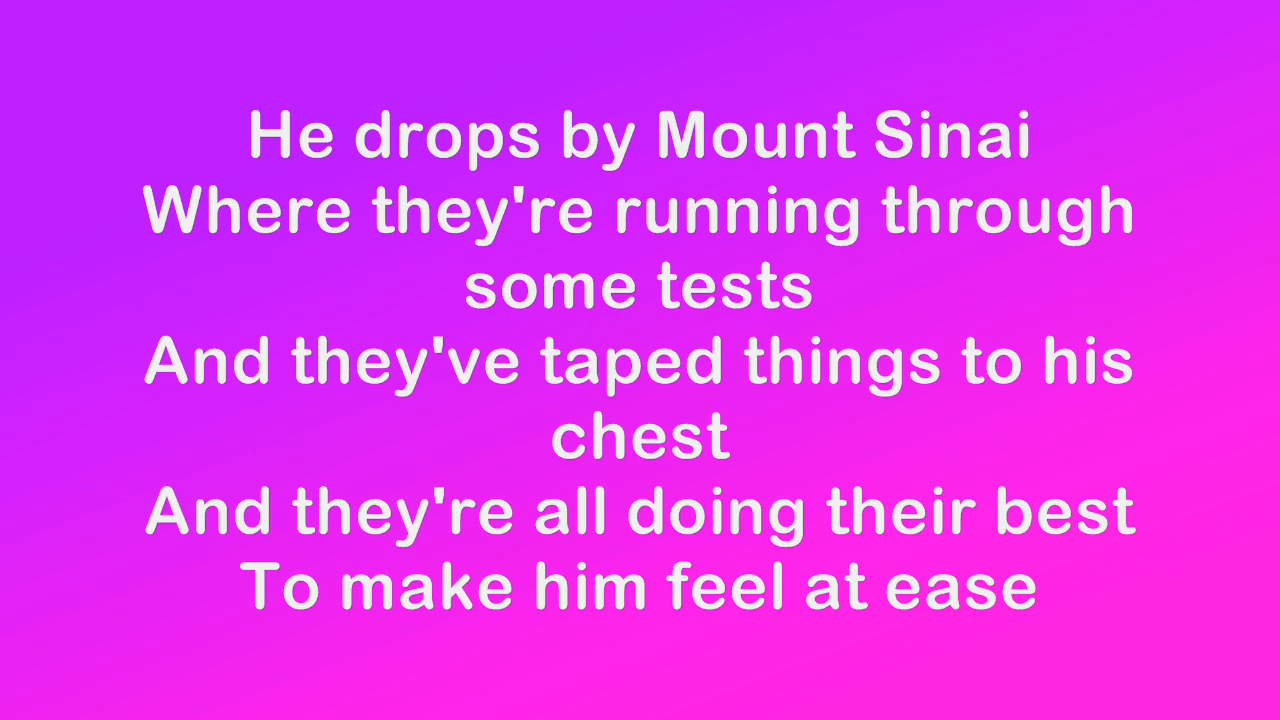 He drops by Mount Sinai
Where they're running through
some tests
And they've taped things to his
chest
And they're all doing their best
To make him feel at ease